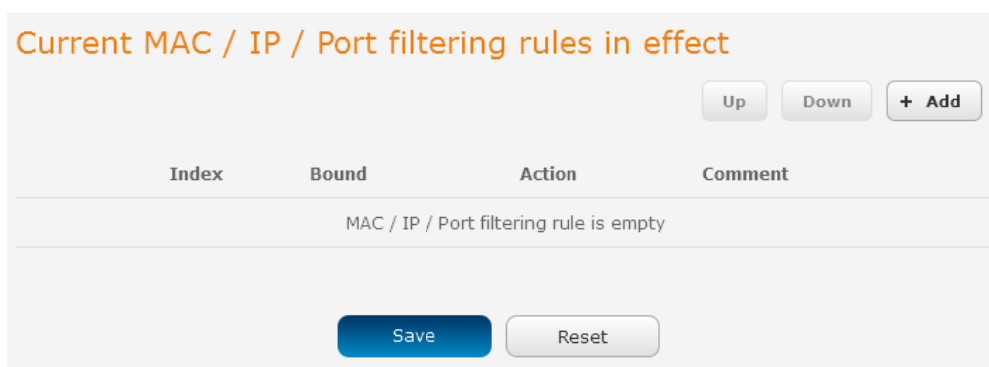 Current MAC / IP / Port filtering rules in effect
Up Down + Add
Index Bound Action Comment
MAC / IP / Port filtering rule is empty
Save Reset